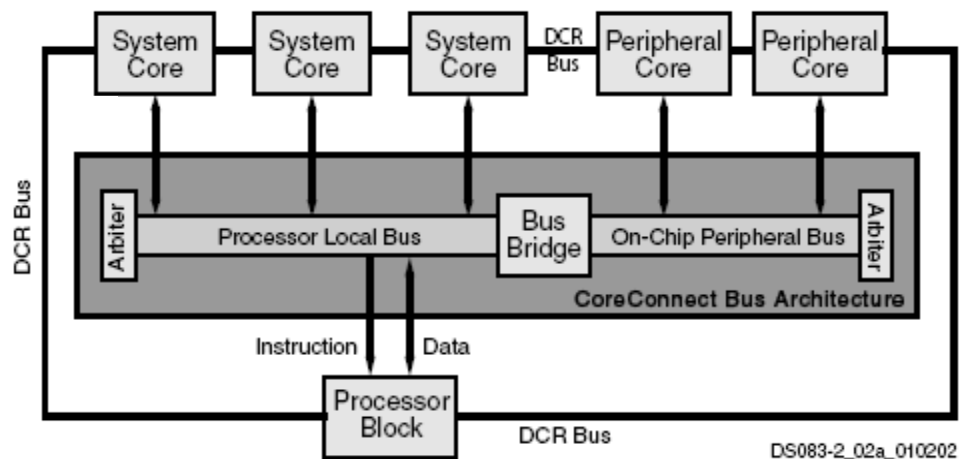 System
Core
System
Core
System
Core
DCR
Bus
Peripheral
Core
Peripheral
Core
DCR Bus
Arbiter
Processor Local Bus
Bus
Bridge
On-Chip Peripheral Bus
Arbiter
CoreConnect Bus Architecture
Instruction
Data
Processor
Block
DCR Bus
DS083-2_02a_010202